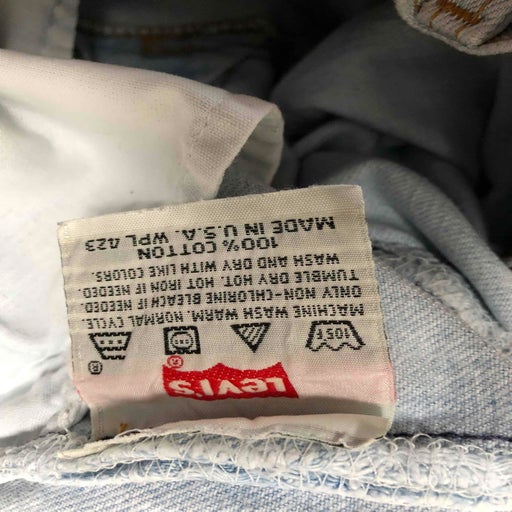 Levi's ®
105F ®
MACHINE WASH WARM. NORMAL CYCLE.
ONLY NON-CHLORINE BLEACH IF NEEDED
TUMBLE DRY HOT. HOT IRON IF NEEDED.
WASH AND DRY WITH LIKE COLORS.
100% COTTON
MADE IN U.S.A. WPL 423